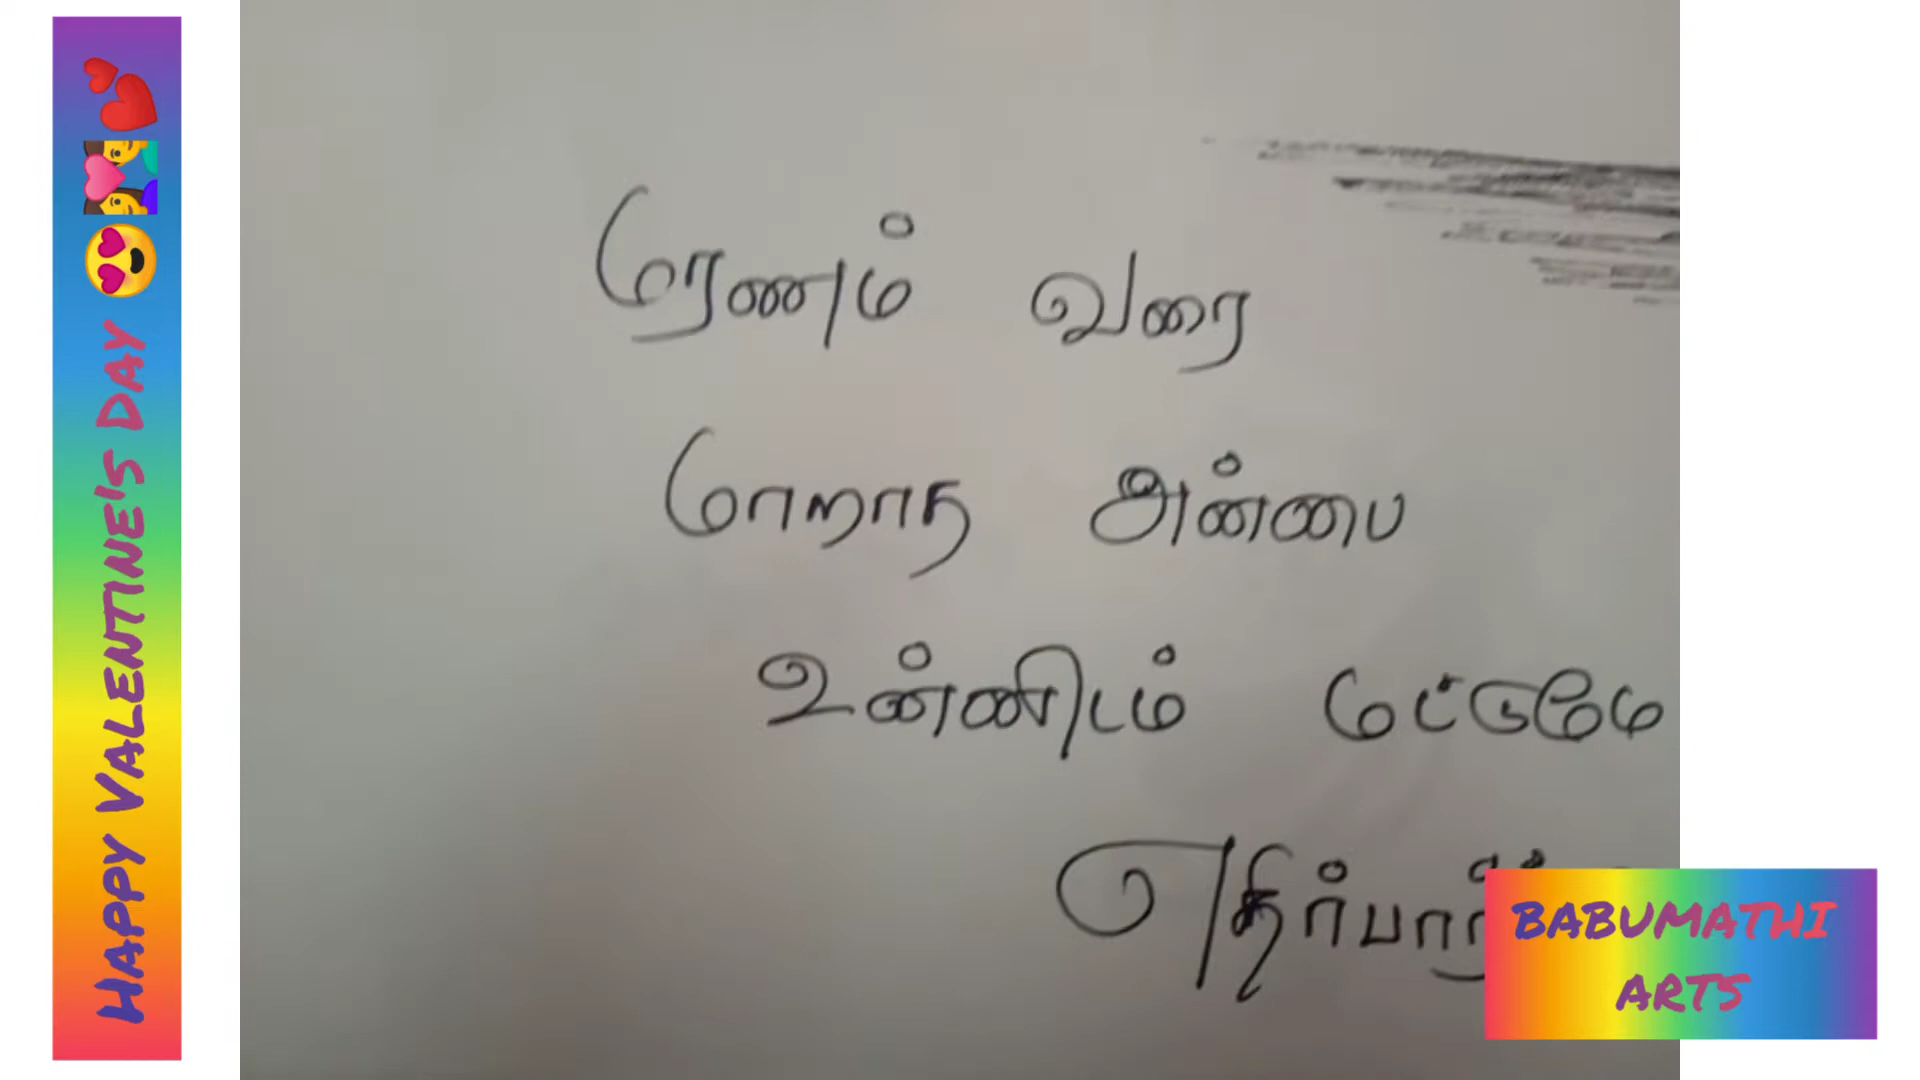 HAPPY VALENTINE'S DAY 😍💑💕
மரணம் வரை
மாறாத அன்பை
உன்னிடம் மட்டுமே
BABUMATHI
ARTS